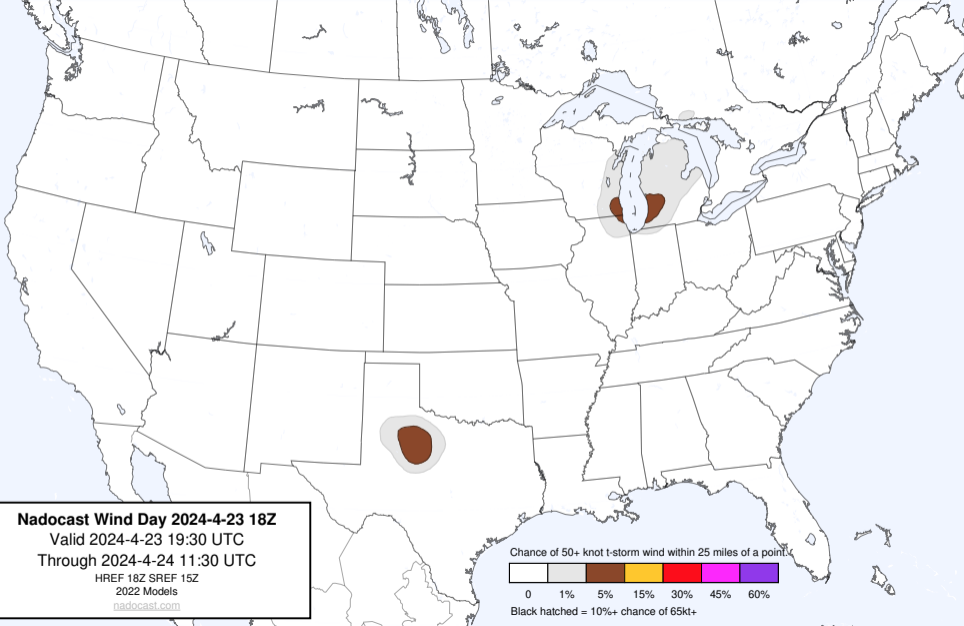 Nadocast Wind Day 2024-4-23 18Z
Valid 2024-4-23 19:30 UTC
Through 2024-4-24 11:30 UTC
HREF 18Z SREF 15Z
2022 Models
nadocast.com
Chance of 50+ knot t-storm wind within 25 miles of a point.
0 1% 5% 15% 30% 45% 60%
Black hatched = 10%+ chance of 65kt+